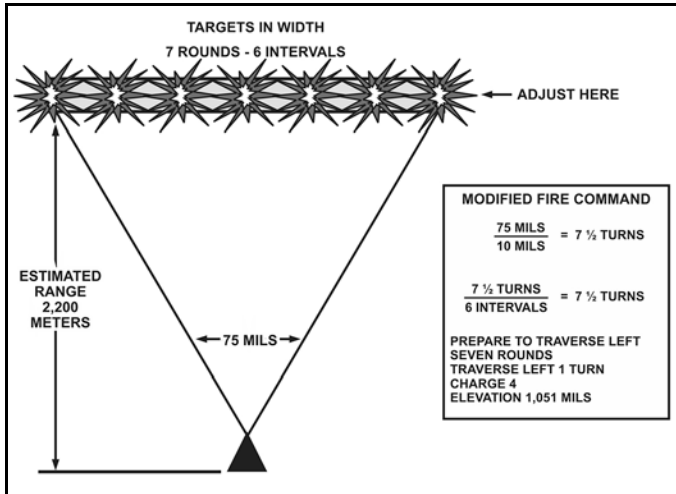 TARGETS IN WIDTH
7 ROUNDS - 6 INTERVALS
ADJUST HERE
ESTIMATED
RANGE
2,200
METERS
75 MILS
MODIFIED FIRE COMMAND
75 MILS
10 MILS = 7 ½ TURNS
7 ½ TURNS
6 INTERVALS = 7 ½ TURNS
PREPARE TO TRAVERSE LEFT
SEVEN ROUNDS
TRAVERSE LEFT 1 TURN
CHARGE 4
ELEVATION 1,051 MILS